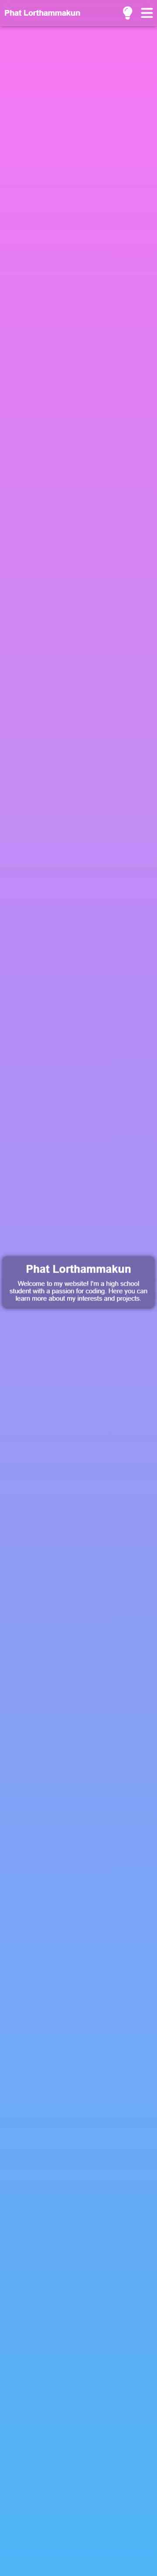 Phat Lorthammakun
Phat Lorthammakun
Welcome to my website! I'm a high school
student with a passion for coding. Here you can
learn more about my interests and projects.